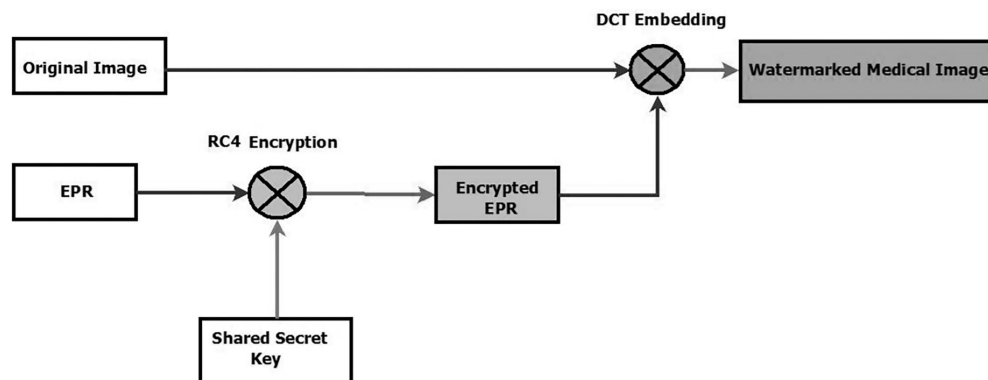 DCT Embedding
Original Image
Watermarked Medical Image
RC4 Encryption
EPR
Encrypted
EPR
Shared Secret
Key